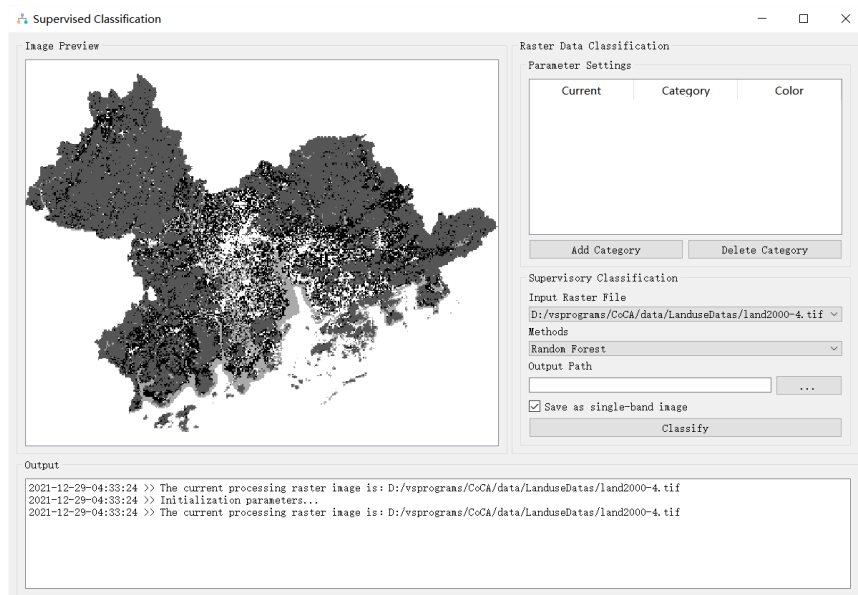 Supervised Classification
Image Preview
Raster Data Classification
Parameter Settings
Current Category Color
Add Category Delete Category
Supervisory Classification
Input Raster File
D:/vsprograms/CoCA/data/LanduseDatas/land2000-4.tif
Methods
Random Forest
Output Path
...
Save as single-band image
Classify
Output
2021-12-29-04:33:24 >> The current processing raster image is: D:/vsprograms/CoCA/data/LanduseDatas/land2000-4.tif
2021-12-29-04:33:24 >> Initialization parameters...
2021-12-29-04:33:24 >> The current processing raster image is: D:/vsprograms/CoCA/data/LanduseDatas/land2000-4.tif